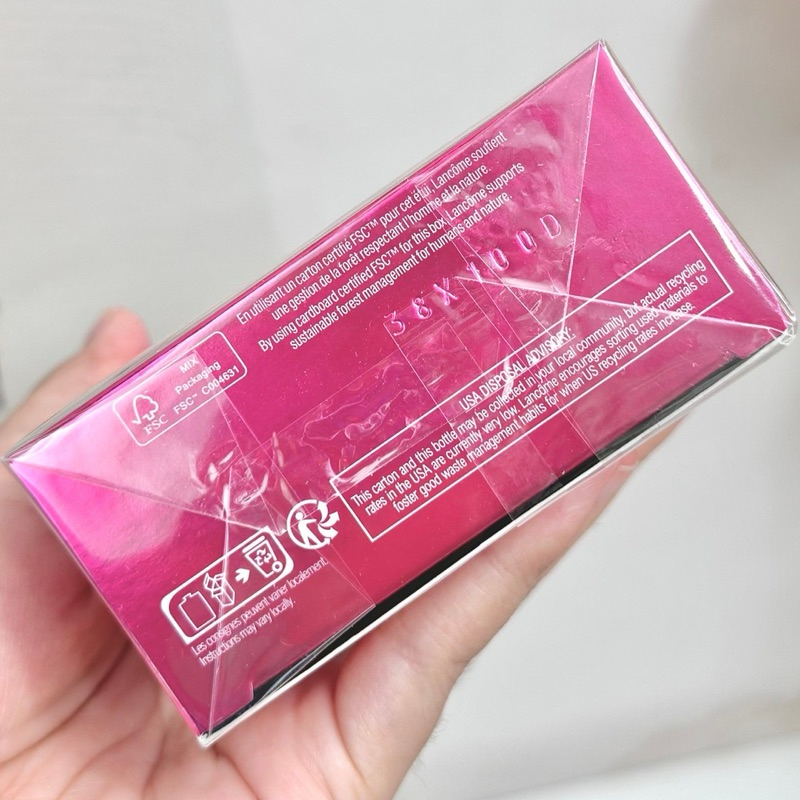 En utilisant un carton certifié FSC™ pour cet étui, Lancôme soutient
une gestion de la forêt respectant l'homme et la nature.
By using cardboard certified FSC™ for this box, Lancôme supports
sustainable forest management for humans and nature.
38XY00D
MIX
Packaging
FSC™ C004631
FSC
USA DISPOSAL ADVISORY:
This carton and this bottle may be collected in your local community, but actual recycling
rates in the USA are currently very low. Lancôme encourages sorting used materials to
foster good waste management habits for when US recycling rates increase.
Les consignes peuvent varier localement.
Instructions may vary locally.